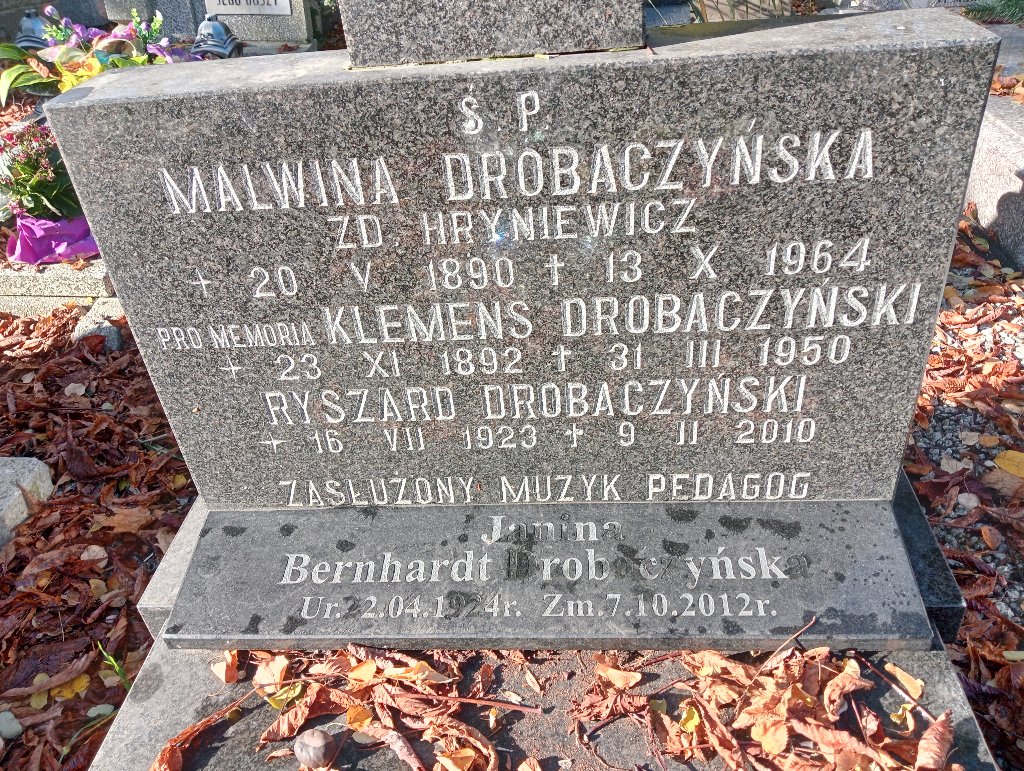 Ś. P.
MALWINA DROBACZYŃSKA
ZD. HRYNIEWICZ
+ 20 V 1890 † 13 X 1964
PRO MEMORIA KLEMENS DROBACZYŃSKI
+ 23 XI 1892 † 31 III 1950
RYSZARD DROBACZYŃSKI
+ 16 VII 1923 † 9 II 2010
ZASŁUŻONY MUZYK PEDAGOG
Janina
Bernhardt Drobaczyńska
Ur. 22.04.1924r. Zm.7.10.2012r.